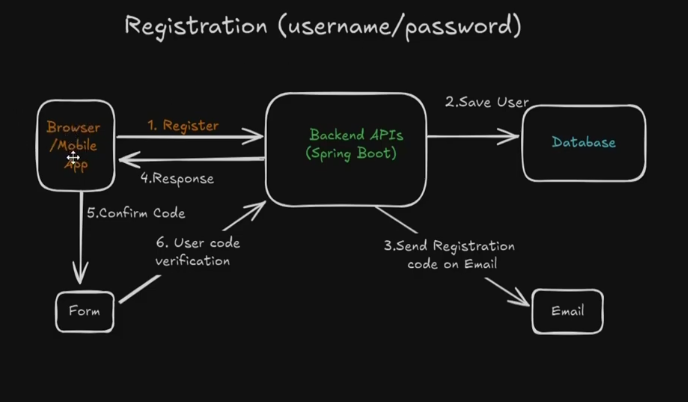 Registration (username/password)
2.Save User
Browser
/Mobile
App
1. Register
Backend APIs
(Spring Boot)
Database
4.Response
5.Confirm Code
6. User code
verification
3.Send Registration
code on Email
Form
Email